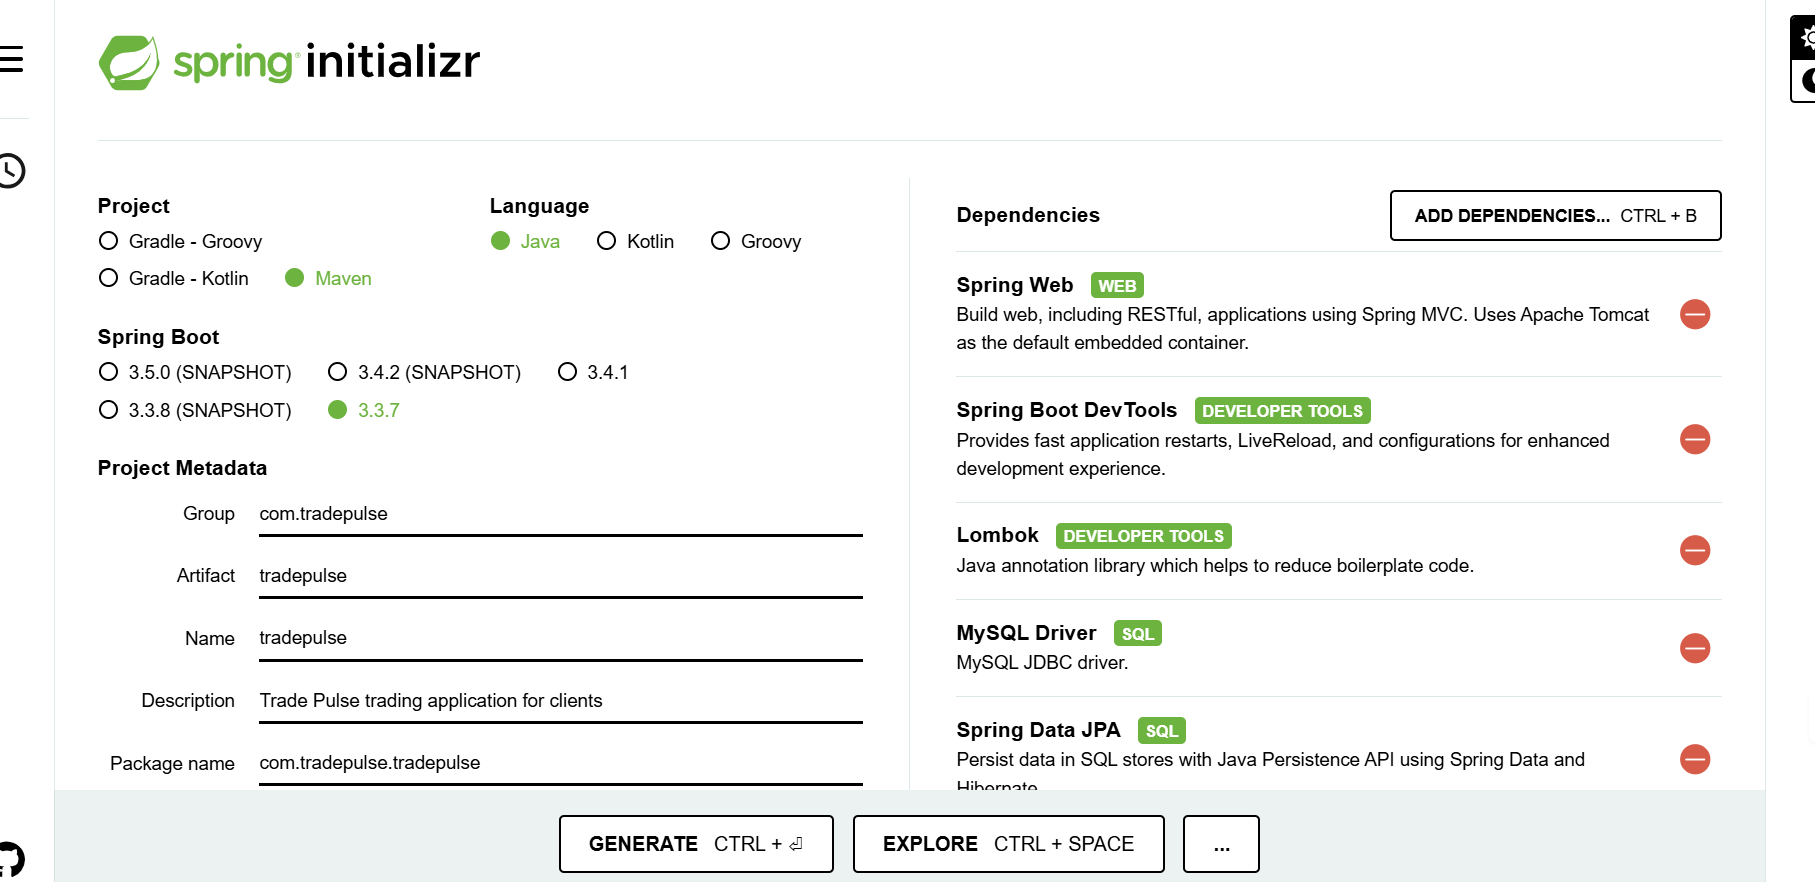 spring initializr
Project
Gradle - Groovy
Gradle - Kotlin Maven
Language
Java Kotlin Groovy
Spring Boot
3.5.0 (SNAPSHOT) 3.4.2 (SNAPSHOT) 3.4.1
3.3.8 (SNAPSHOT) 3.3.7
Project Metadata
Group com.tradepulse
Artifact tradepulse
Name tradepulse
Description Trade Pulse trading application for clients
Package name com.tradepulse.tradepulse
Dependencies
ADD DEPENDENCIES... CTRL + B
Spring Web WEB
Build web, including RESTful, applications using Spring MVC. Uses Apache Tomcat
as the default embedded container.
Spring Boot DevTools DEVELOPER TOOLS
Provides fast application restarts, LiveReload, and configurations for enhanced
development experience.
Lombok DEVELOPER TOOLS
Java annotation library which helps to reduce boilerplate code.
MySQL Driver SQL
MySQL JDBC driver.
Spring Data JPA SQL
Persist data in SQL stores with Java Persistence API using Spring Data and
Hibernate
GENERATE CTRL + ⏎
EXPLORE CTRL + SPACE
...